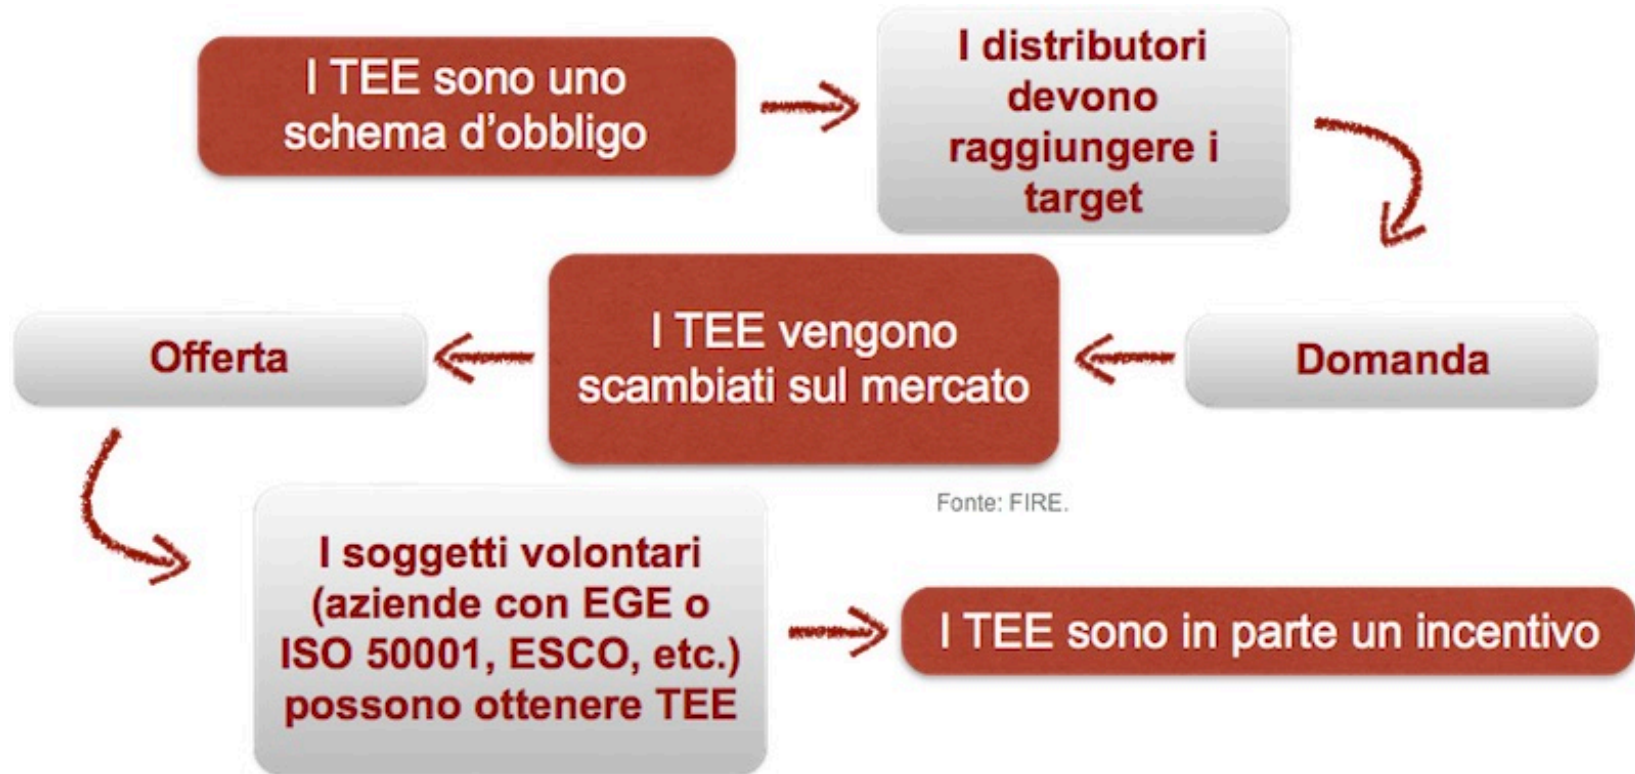 I TEE sono uno
schema d'obbligo
I distributori
devono
raggiungere i
target
Domanda
I TEE vengono
scambiati sul mercato
Offerta
Fonte: FIRE.
I soggetti volontari
(aziende con EGE o
ISO 50001, ESCO, etc.)
possono ottenere TEE
I TEE sono in parte un incentivo